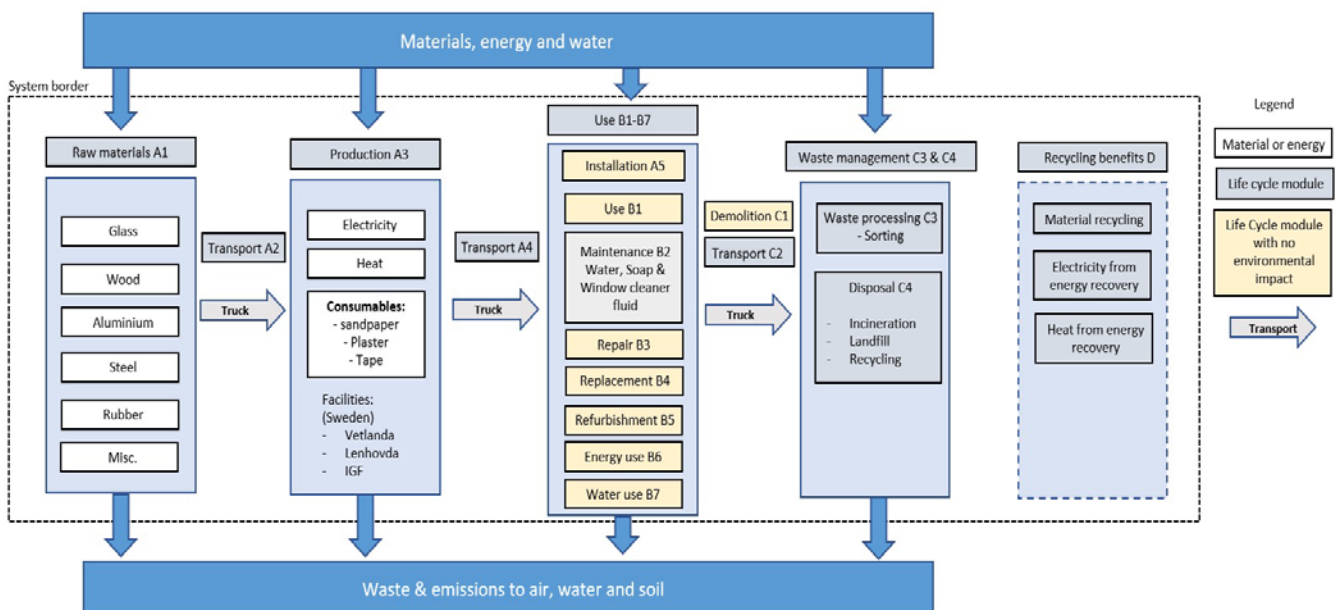 Materials, energy and water
System border
Raw materials A1
Glass
Wood
Aluminium
Steel
Rubber
Misc.
Transport A2
Truck
Production A3
Electricity
Heat
Consumables:
- sandpaper
- Plaster
- Tape
Facilities:
(Sweden)
- Vetlanda
- Lenhovda
- IGF
Transport A4
Truck
Use B1-B7
Installation A5
Use B1
Maintenance B2
Water, Soap &
Window cleaner
fluid
Repair B3
Replacement B4
Refurbishment B5
Energy use B6
Water use B7
Demolition C1
Transport C2
Truck
Waste management C3 & C4
Waste processing C3
- Sorting
Disposal C4
- Incineration
- Landfill
- Recycling
Recycling benefits D
Material recycling
Electricity from
energy recovery
Heat from energy
recovery
Legend
Material or energy
Life cycle module
Life Cycle module
with no
environmental
impact
Transport
Waste & emissions to air, water and soil